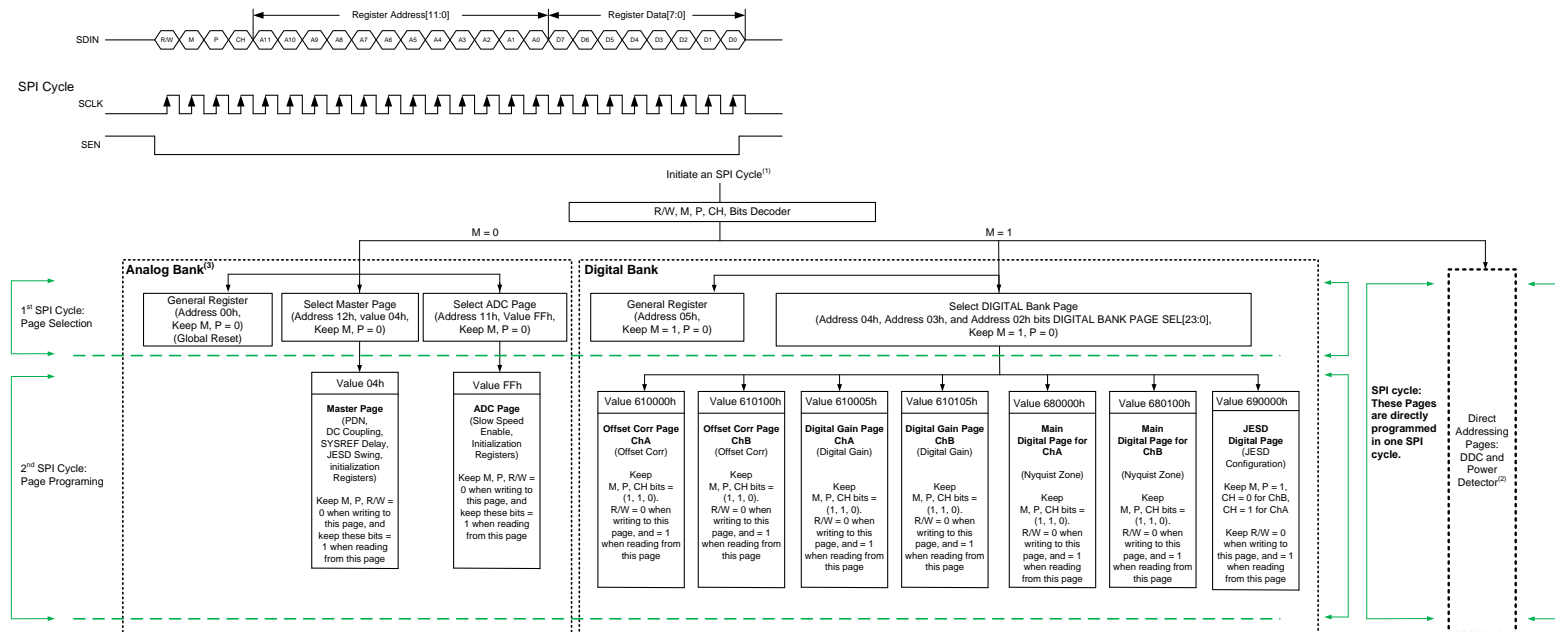 Register Address[11:0]
Register Data[7:0]
SDIN
R/W M P CH A11 A10 A9 A8 A7 A6 A5 A4 A3 A2 A1 A0 D7 D6 D5 D4 D3 D2 D1 D0
SPI Cycle
SCLK
SEN
Initiate an SPI Cycle(1)
R/W, M, P, CH, Bits Decoder
M = 0
M = 1
Analog Bank(3)
Digital Bank
1st SPI Cycle:
Page Selection
General Register
(Address 00h,
Keep M, P = 0)
(Global Reset)
Select Master Page
(Address 12h, value 04h,
Keep M, P = 0)
Select ADC Page
(Address 11h, Value FFh,
Keep M, P = 0)
General Register
(Address 05h,
Keep M = 1, P = 0)
Select DIGITAL Bank Page
(Address 04h, Address 03h, and Address 02h bits DIGITAL BANK PAGE SEL[23:0],
Keep M = 1, P = 0)
2nd SPI Cycle:
Page Programing
Value 04h
Master Page
(PDN,
DC Coupling,
SYSREF Delay,
JESD Swing,
initialization
Registers)
Keep M, P, R/W =
0 when writing to
this page, and
keep these bits =
1 when reading
from this page
Value FFh
ADC Page
(Slow Speed
Enable,
Initialization
Registers)
Keep M, P, R/W =
0 when writing to
this page, and
keep these bits =
1 when reading
from this page
Value 610000h
Offset Corr Page
ChA
(Offset Corr)
Keep
M, P, CH bits =
(1, 1, 0).
R/W = 0 when
writing to this
page, and = 1
when reading from
this page
Value 610100h
Offset Corr Page
ChB
(Offset Corr)
Keep
M, P, CH bits =
(1, 1, 0).
R/W = 0 when
writing to this
page, and = 1
when reading from
this page
Value 610005h
Digital Gain Page
ChA
(Digital Gain)
Keep
M, P, CH bits =
(1, 1, 0).
R/W = 0 when
writing to this
page, and = 1
when reading from
this page
Value 610105h
Digital Gain Page
ChB
(Digital Gain)
Keep
M, P, CH bits =
(1, 1, 0).
R/W = 0 when
writing to this
page, and = 1
when reading from
this page
Value 680000h
Main
Digital Page for
ChA
(Nyquist Zone)
Keep
M, P, CH bits =
(1, 1, 0).
R/W = 0 when
writing to this
page, and = 1
when reading
from this page
Value 680100h
Main
Digital Page for
ChB
(Nyquist Zone)
Keep
M, P, CH bits =
(1, 1, 0).
R/W = 0 when
writing to this
page, and = 1
when reading
from this page
Value 690000h
JESD
Digital Page
(JESD
Configuration)
Keep M, P = 1,
CH = 0 for ChB,
CH = 1 for ChA
Keep R/W = 0
when writing to
this page, and = 1
when reading from
this page
SPI cycle:
These Pages
are directly
programmed
in one SPI
cycle.
Direct
Addressing
Pages:
DDC and
Power
Detector(2)